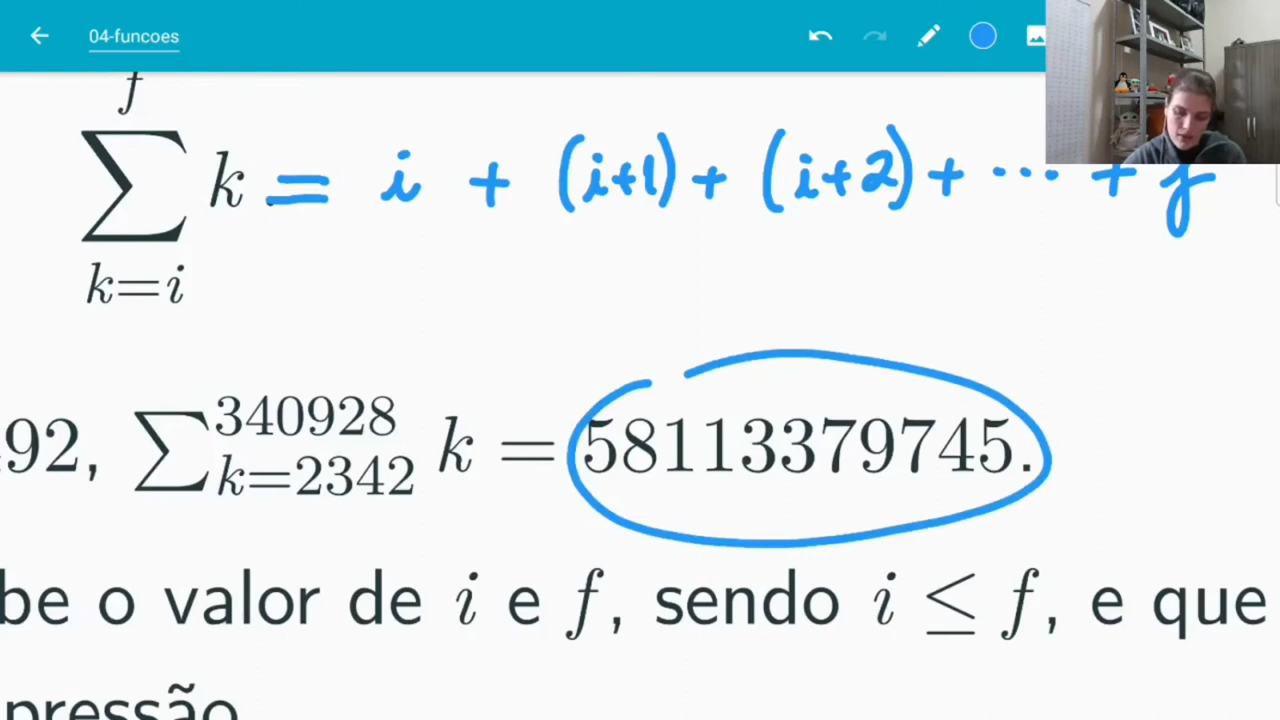 04-funcoes
f
∑ k = i + (i+1) + (i+2) + ··· + f
k=i
92, ∑_{k=2342}^{340928} k = 58113379745.
be o valor de i e f, sendo i ≤ f, e que
pressão